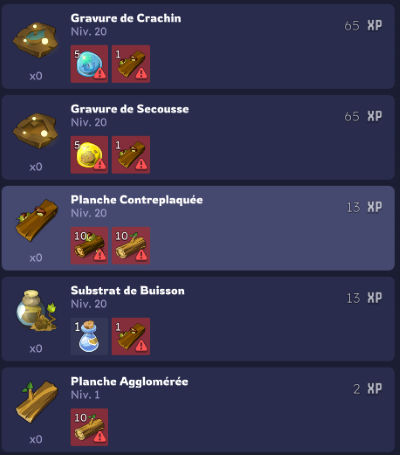 Gravure de Crachin
65 XP
Niv. 20
5 1
x0
Gravure de Secousse
65 XP
Niv. 20
5 1
x0
Planche Contreplaquée
13 XP
Niv. 20
10 10
x0
Substrat de Buisson
13 XP
Niv. 20
1 1
x0
Planche Agglomérée
2 XP
Niv. 1
10
x0